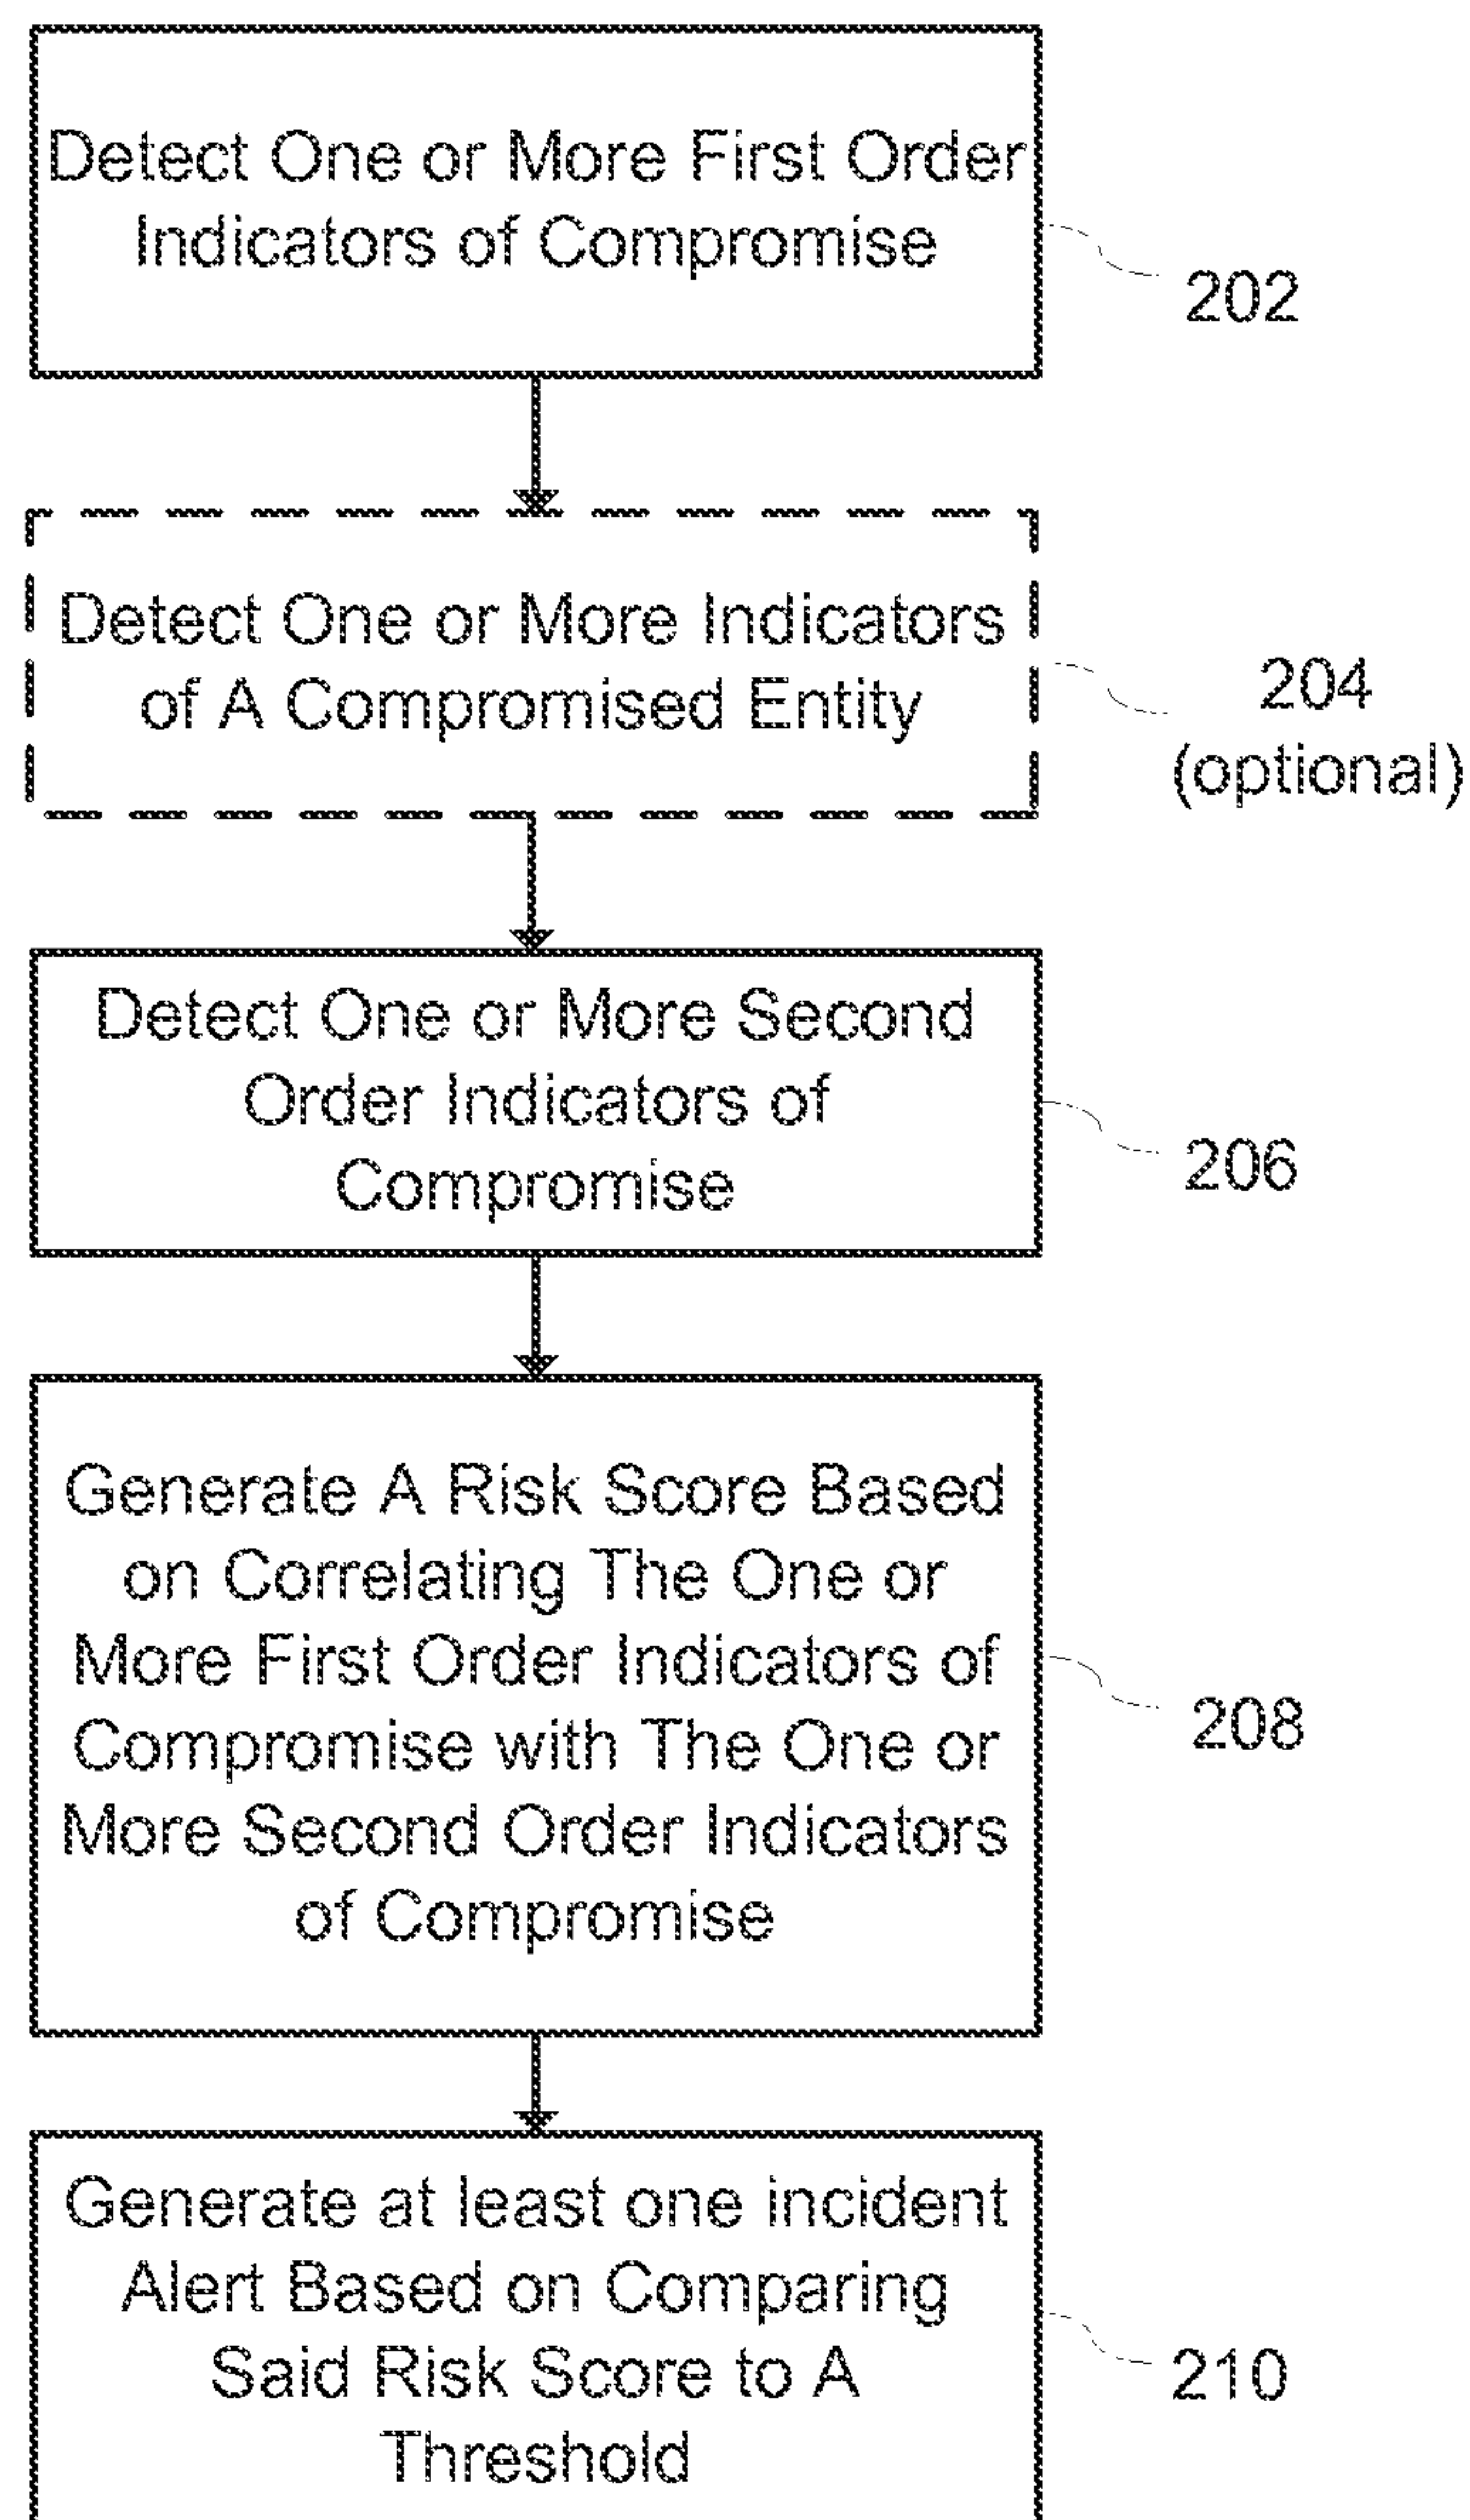 Detect One or More First Order
Indicators of Compromise
202
Detect One or More Indicators
of A Compromised Entity
204
(optional)
Detect One or More Second
Order Indicators of
Compromise
206
Generate A Risk Score Based
on Correlating The One or
More First Order Indicators of
Compromise with The One or
More Second Order Indicators
of Compromise
208
Generate at least one incident
Alert Based on Comparing
Said Risk Score to A
Threshold
210